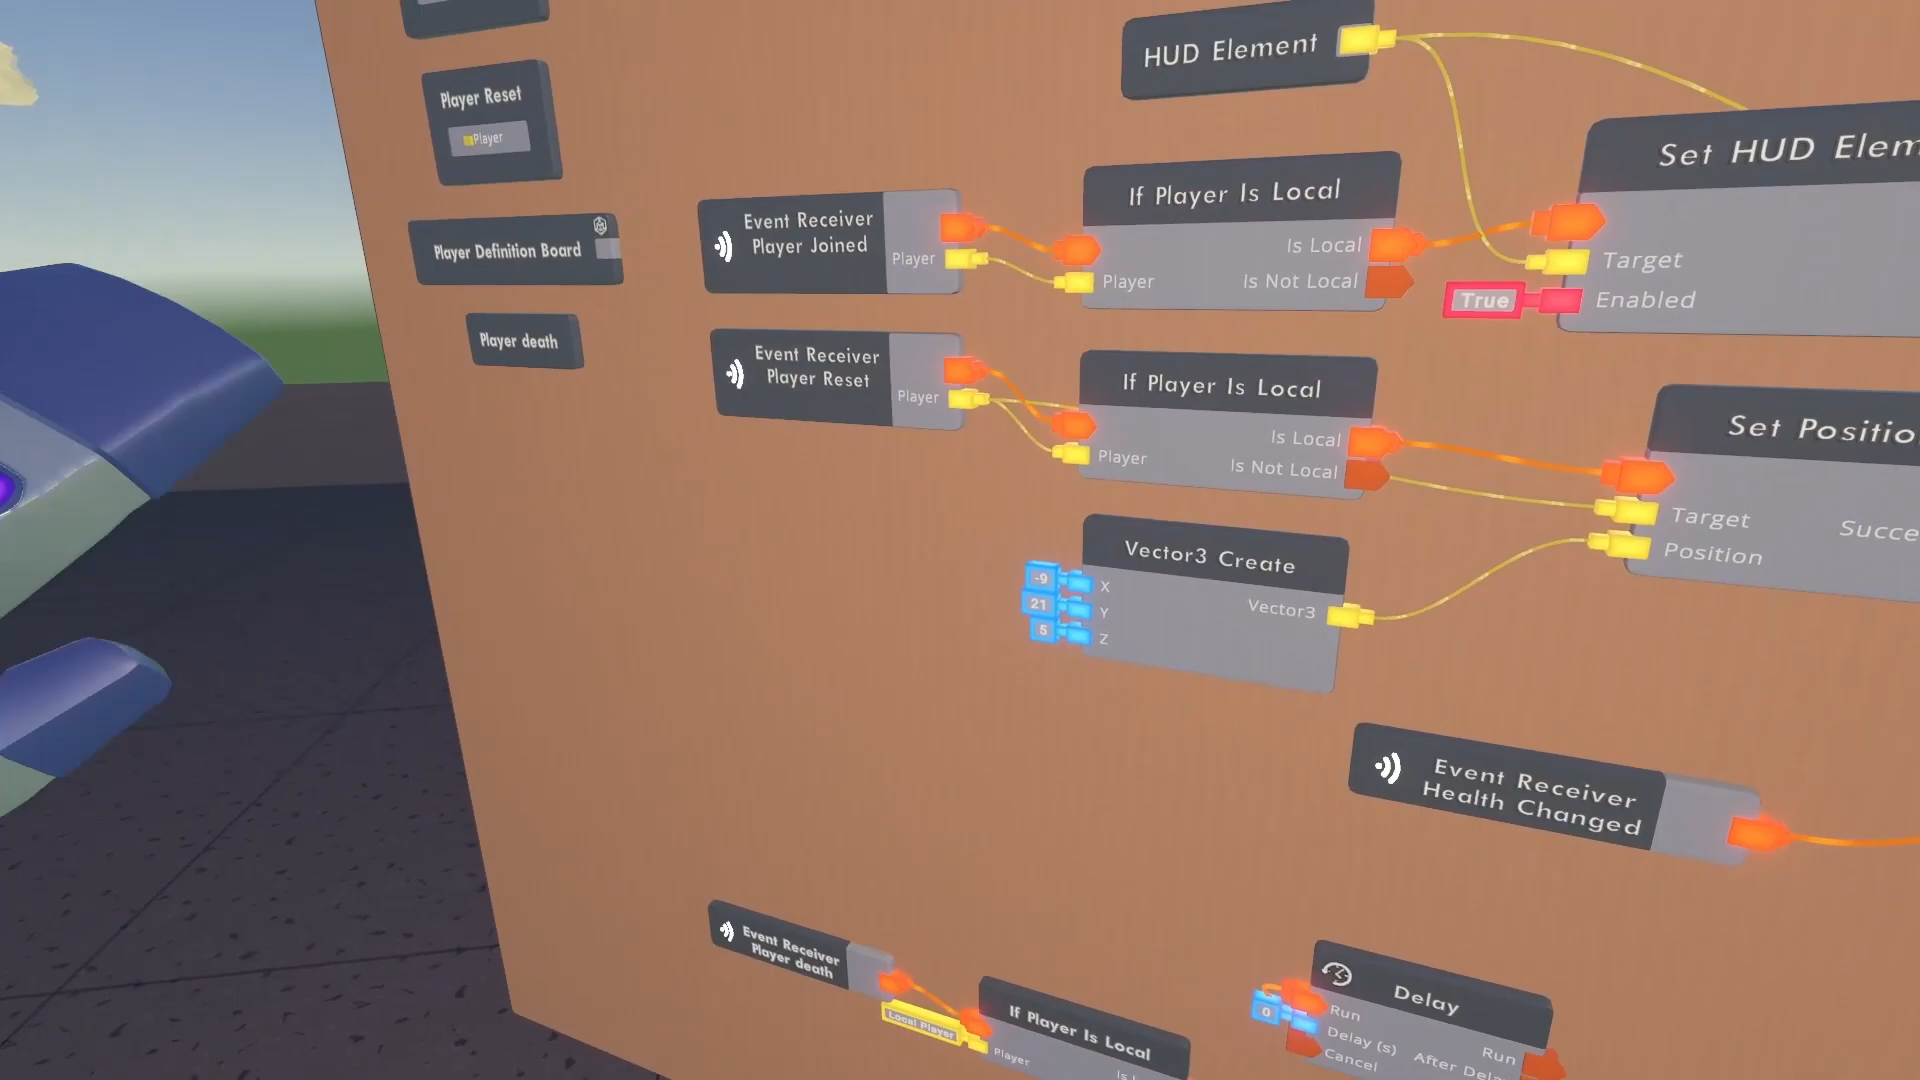 HUD Element
Player Reset
Player
Set HUD Elem
Event Receiver
Player Joined
Player
If Player Is Local
Is Local
Player
Is Not Local
Target
True
Enabled
Player Definition Board
Player death
Event Receiver
Player Reset
Player
If Player Is Local
Is Local
Player
Is Not Local
Set Positio
Target
Succe
Position
Vector3 Create
-9
X
Vector3
21
Y
5
Z
Event Receiver
Health Changed
Event Receiver
Player death
Local Player
If Player Is Local
Player
Is L
Delay
Run
0
Delay (s)
Run
Cancel
After Dela